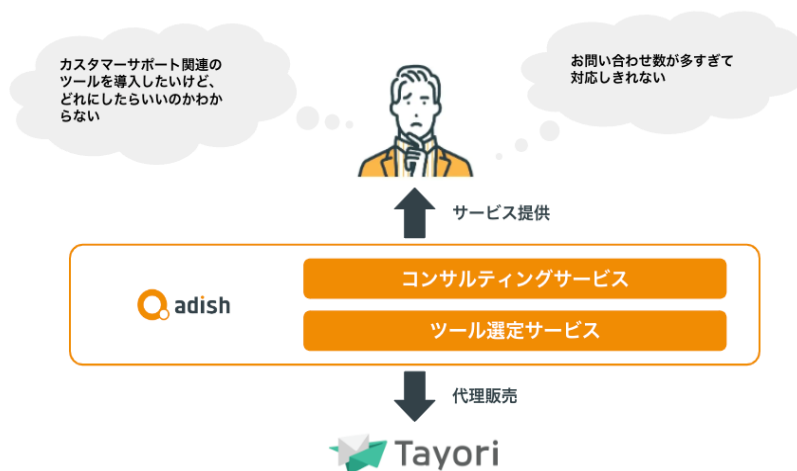 カスタマーサポート関連の
ツールを導入したいけど、
どれにしたらいいのかわか
らない
お問い合わせ数が多すぎて
対応しきれない
サービス提供
adish
コンサルティングサービス
ツール選定サービス
代理販売
Tayori